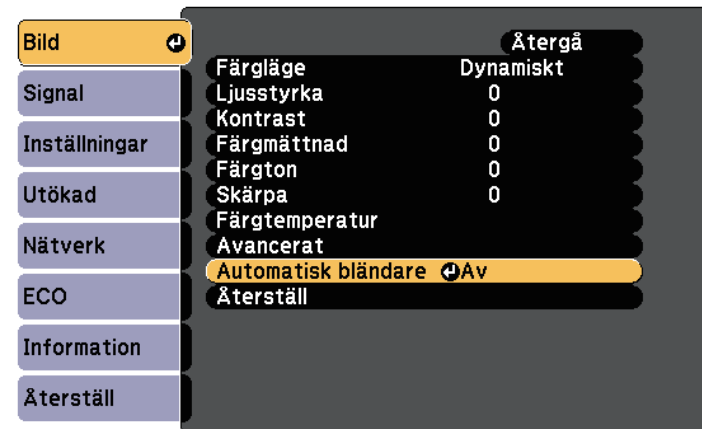 Bild
Signal
Inställningar
Utökad
Nätverk
ECO
Information
Återställ
Återgå
Färgläge Dynamiskt
Ljusstyrka 0
Kontrast 0
Färgmättnad 0
Färgton 0
Skärpa 0
Färgtemperatur
Avancerat
Automatisk bländare Av
Återställ